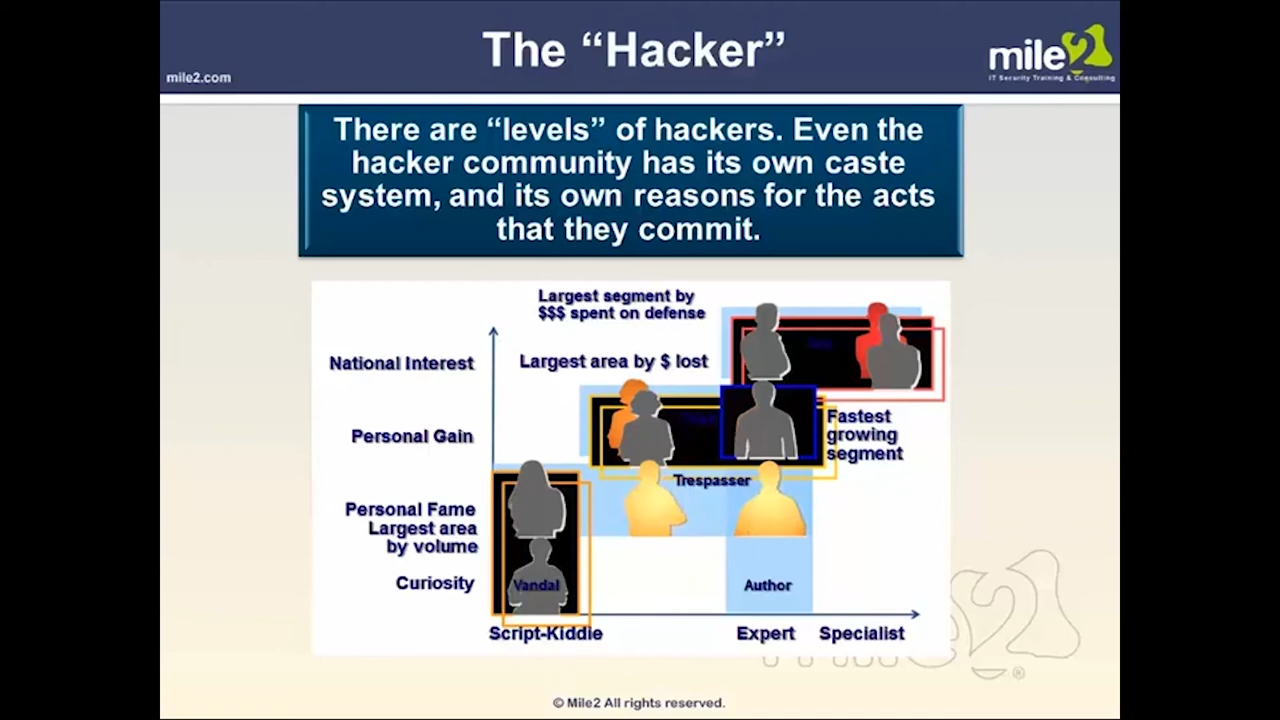 The “Hacker”
mile2.com
mile2
IT Security Training & Consulting
There are “levels” of hackers. Even the
hacker community has its own caste
system, and its own reasons for the acts
that they commit.
Largest segment by
$$$ spent on defense
National Interest
Largest area by $ lost
Personal Gain
Fastest
growing
segment
Trespasser
Personal Fame
Largest area
by volume
Curiosity
Vandal
Author
Script-Kiddie
Expert
Specialist
mile2®
© Mile2 All rights reserved.